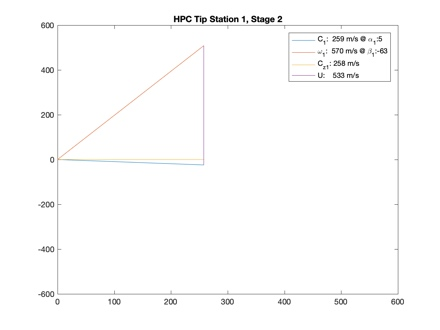 HPC Tip Station 1, Stage 2
C₁: 259 m/s @ α₁:5
ω₁: 570 m/s @ β₁:-63
C_z1: 258 m/s
U: 533 m/s
600
400
200
0
-200
-400
-600
0 100 200 300 400 500 600